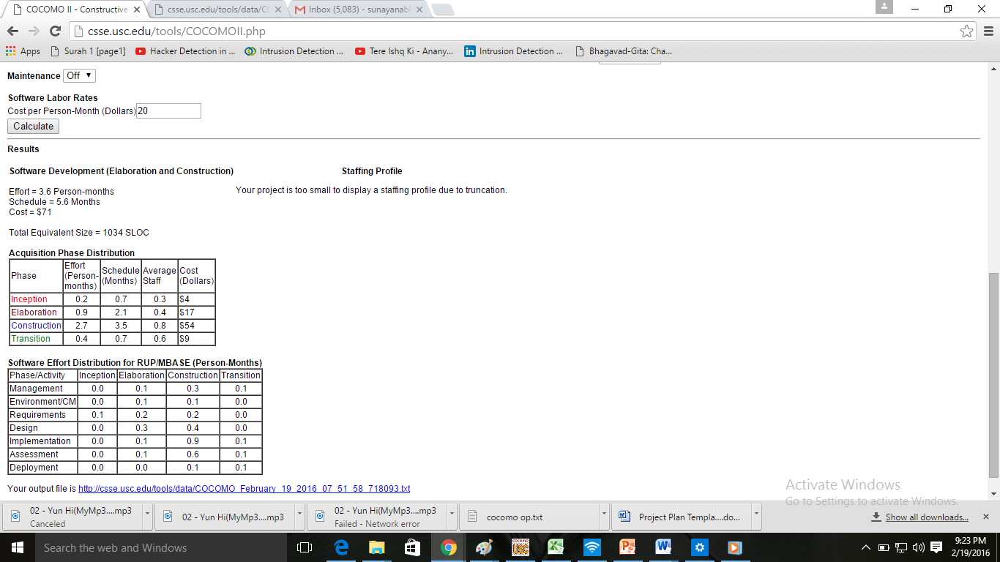 COCOMO II - Constructive
csse.usc.edu/tools/data/CO
Inbox (5,083) - sunayanab
csse.usc.edu/tools/COCOMOII.php
Apps
Surah 1 [page1]
Hacker Detection in ...
Intrusion Detection ...
Tere Ishq Ki - Anany...
Intrusion Detection ...
Bhagavad-Gita: Cha...
Maintenance Off
Software Labor Rates
Cost per Person-Month (Dollars) 20
Calculate
Results
Software Development (Elaboration and Construction)
Staffing Profile
Effort = 3.6 Person-months
Schedule = 5.6 Months
Cost = $71
Your project is too small to display a staffing profile due to truncation.
Total Equivalent Size = 1034 SLOC
Acquisition Phase Distribution
Phase Effort (Person-months) Schedule (Months) Average Staff Cost (Dollars)
Inception 0.2 0.7 0.3 $4
Elaboration 0.9 2.1 0.4 $17
Construction 2.7 3.5 0.8 $54
Transition 0.4 0.7 0.6 $9
Software Effort Distribution for RUP/MBASE (Person-Months)
Phase/Activity Inception Elaboration Construction Transition
Management 0.0 0.1 0.3 0.1
Environment/CM 0.0 0.1 0.1 0.0
Requirements 0.1 0.2 0.2 0.0
Design 0.0 0.3 0.4 0.0
Implementation 0.0 0.1 0.9 0.1
Assessment 0.0 0.1 0.6 0.1
Deployment 0.0 0.0 0.1 0.1
Your output file is http://csse.usc.edu/tools/data/COCOMO_February_19_2016_07_51_58_718093.txt
Activate Windows
Go to Settings to activate Windows.
02 - Yun Hi(MyMp3....mp3
Canceled
02 - Yun Hi(MyMp3....mp3
02 - Yun Hi(MyMp3....mp3
Failed - Network error
cocomo op.txt
Project Plan Templa....do...
Show all downloads...
Search the web and Windows
COCOMO
USC
9:23 PM
2/19/2016